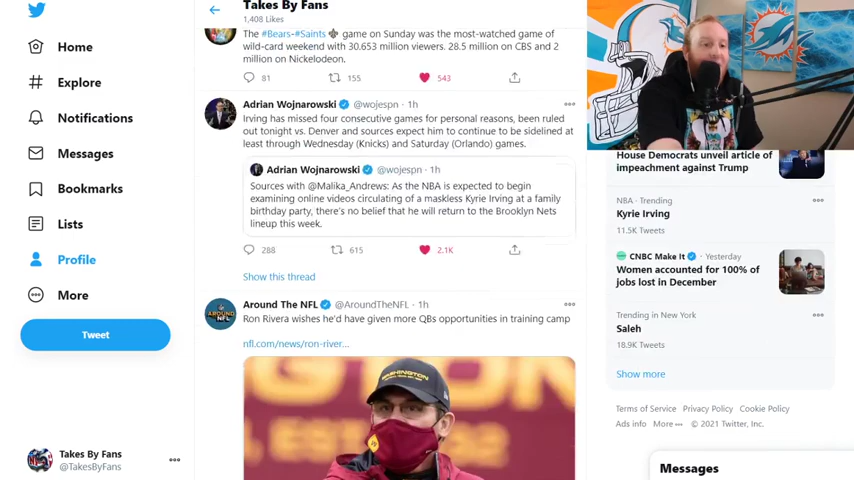 Takes By Fans
1,408 Likes
Home
Explore
Notifications
Messages
Bookmarks
Lists
Profile
More
Tweet
Takes By Fans
@TakesByFans
The #Bears-#Saints game on Sunday was the most-watched game of
wild-card weekend with 30.653 million viewers. 28.5 million on CBS and 2
million on Nickelodeon.
81 155 543
Adrian Wojnarowski @wojespn · 1h
Irving has missed four consecutive games for personal reasons, been ruled
out tonight vs. Denver and sources expect him to continue to be sidelined at
least through Wednesday (Knicks) and Saturday (Orlando) games.
Adrian Wojnarowski @wojespn · 1h
Sources with @Malika_Andrews: As the NBA is expected to begin
examining online videos circulating of a maskless Kyrie Irving at a family
birthday party, there's no belief that he will return to the Brooklyn Nets
lineup this week.
288 615 2.1K
Show this thread
Around The NFL @AroundTheNFL · 1h
Ron Rivera wishes he'd have given more QBs opportunities in training camp
nfl.com/news/ron-river...
AROUND
NFL
WASHINGTON
FOOTBALL
House Democrats unveil article of
impeachment against Trump
NBA · Trending
Kyrie Irving
11.5K Tweets
CNBC Make It · Yesterday
Women accounted for 100% of
jobs lost in December
Trending in New York
Saleh
18.9K Tweets
Show more
Terms of Service Privacy Policy Cookie Policy
Ads info More © 2021 Twitter, Inc.
Messages